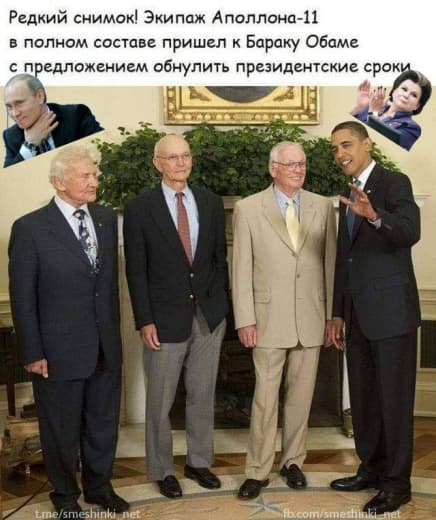 Редкий снимок! Экипаж Аполлона-11
в полном составе пришел к Бараку Обаме
с предложением обнулить президентские сроки
t.me/smeshinki_net
fb.com/smeshinki_net